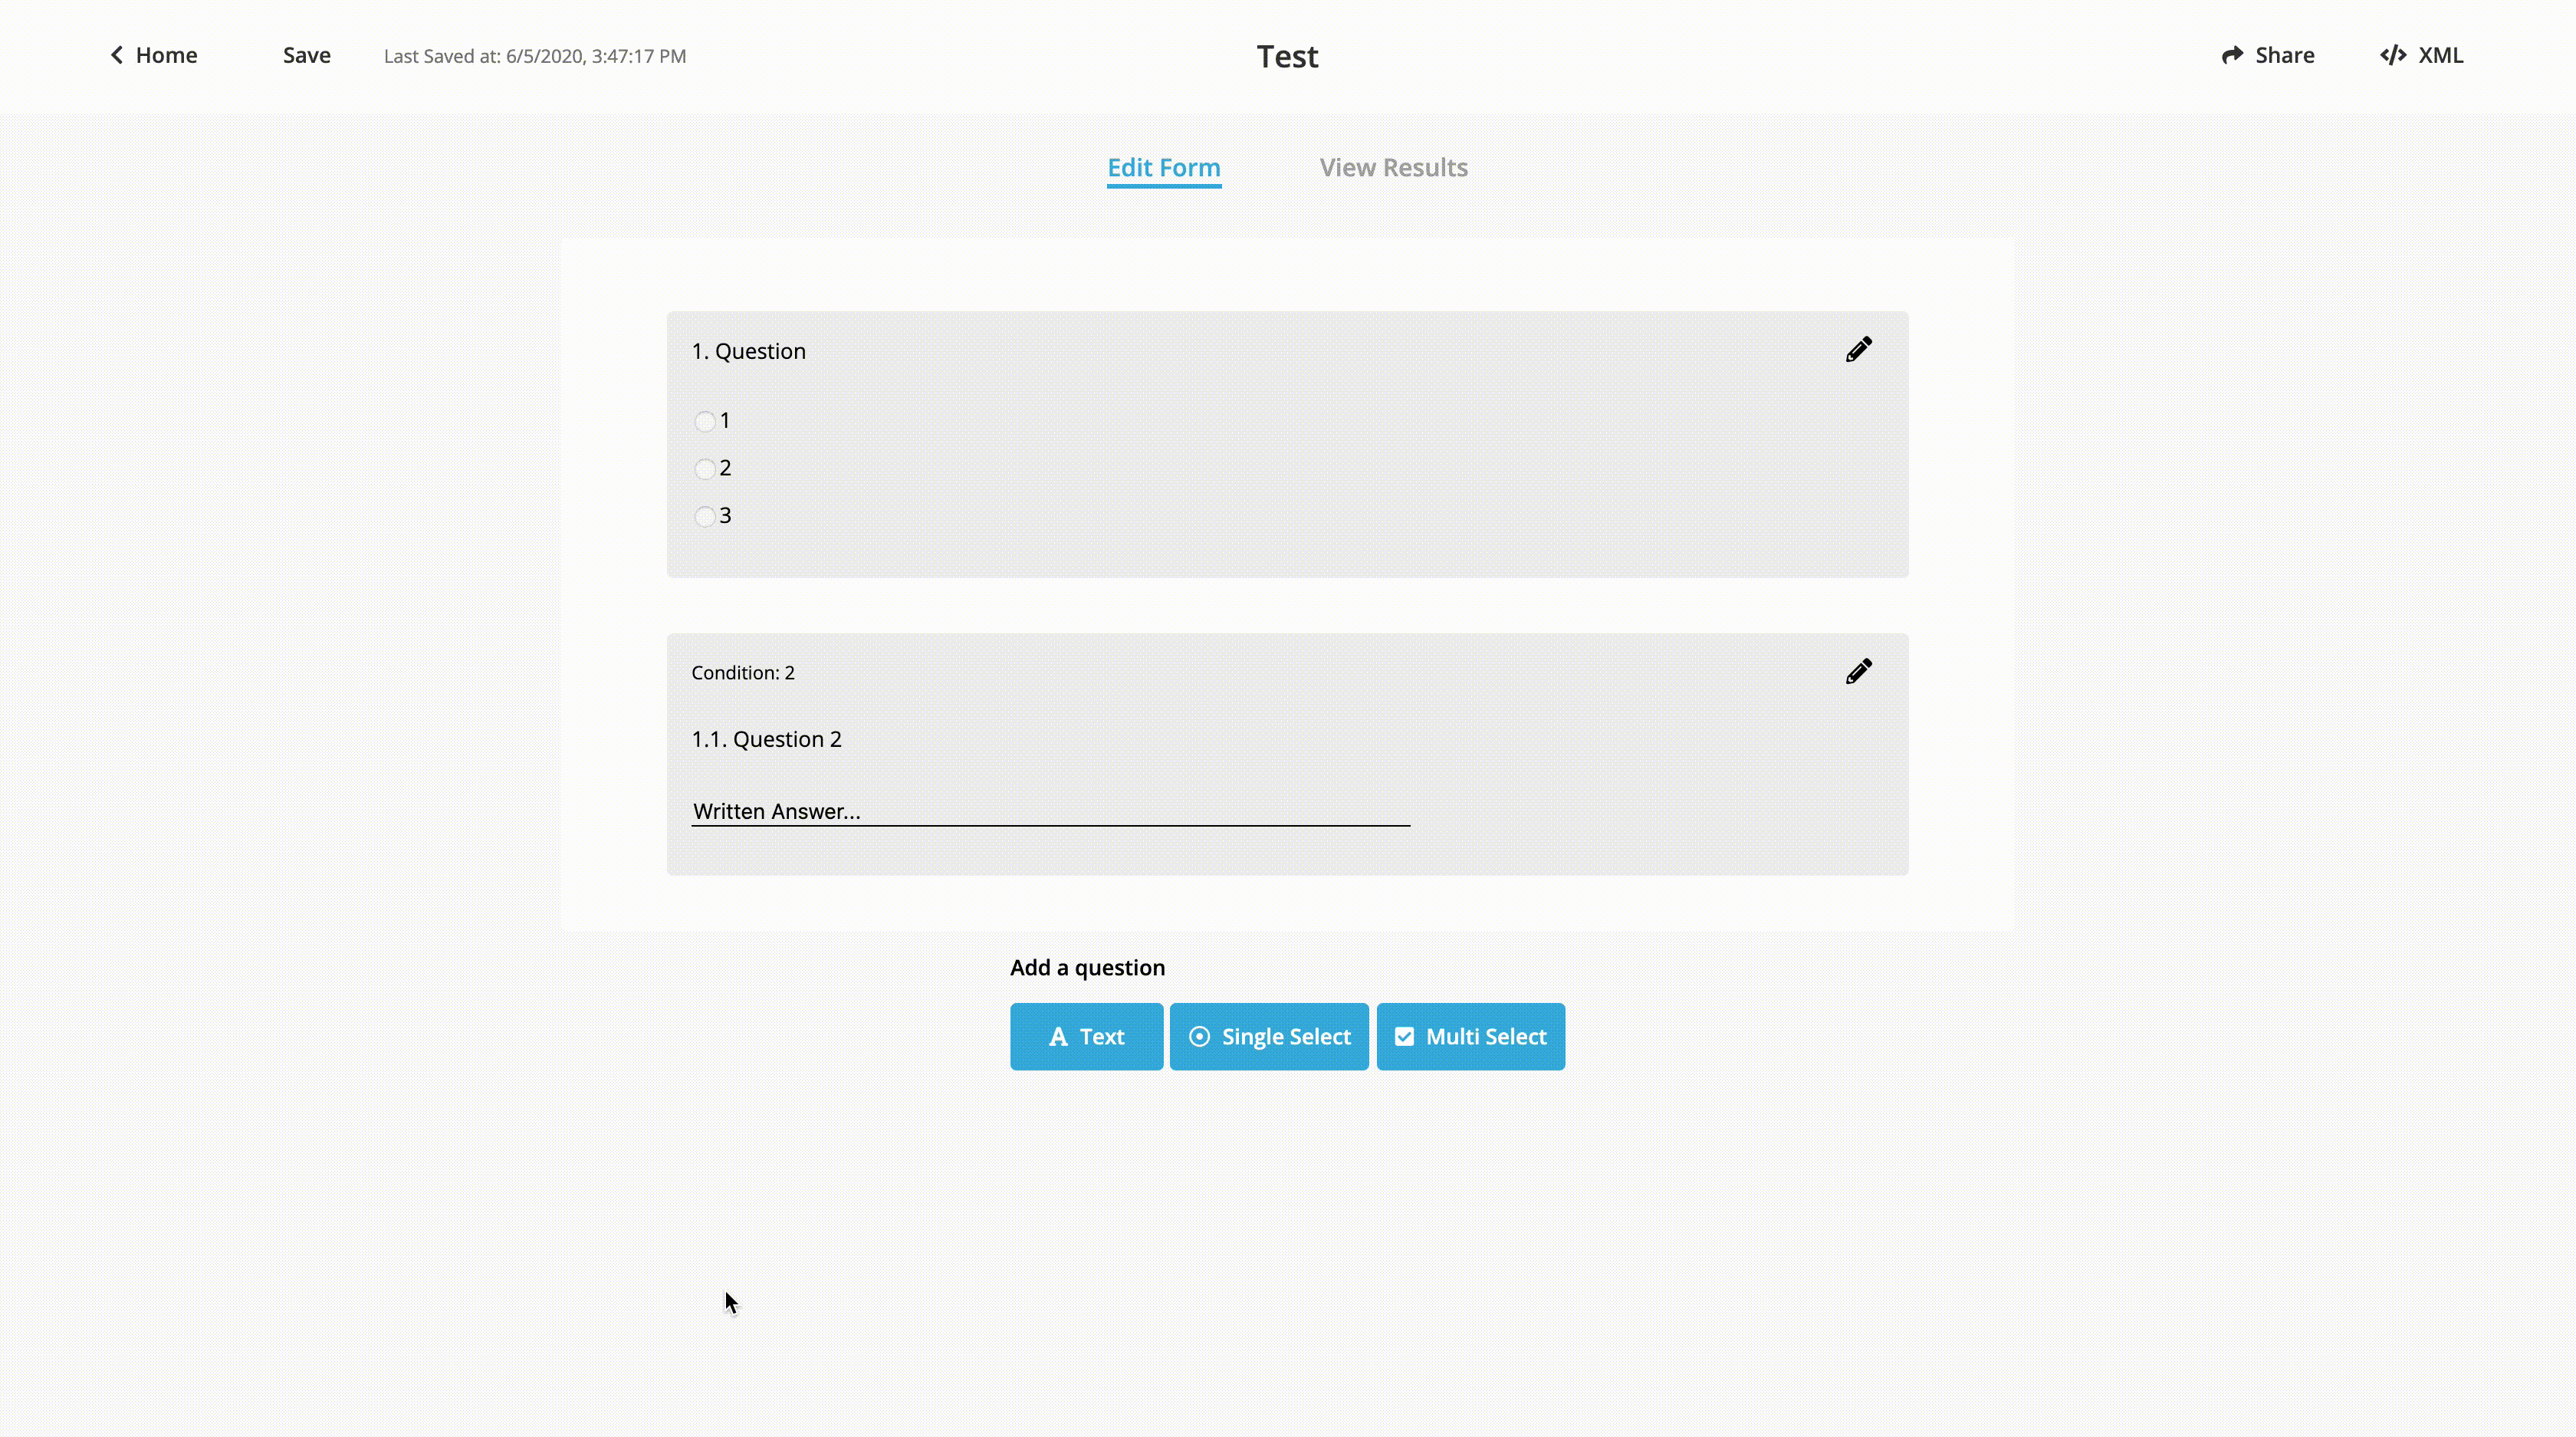 Home Save Last Saved at: 6/5/2020, 3:47:17 PM Test Share XML
Edit Form View Results
1. Question
1
2
3
Condition: 2
1.1. Question 2
Written Answer...
Add a question
Text Single Select Multi Select